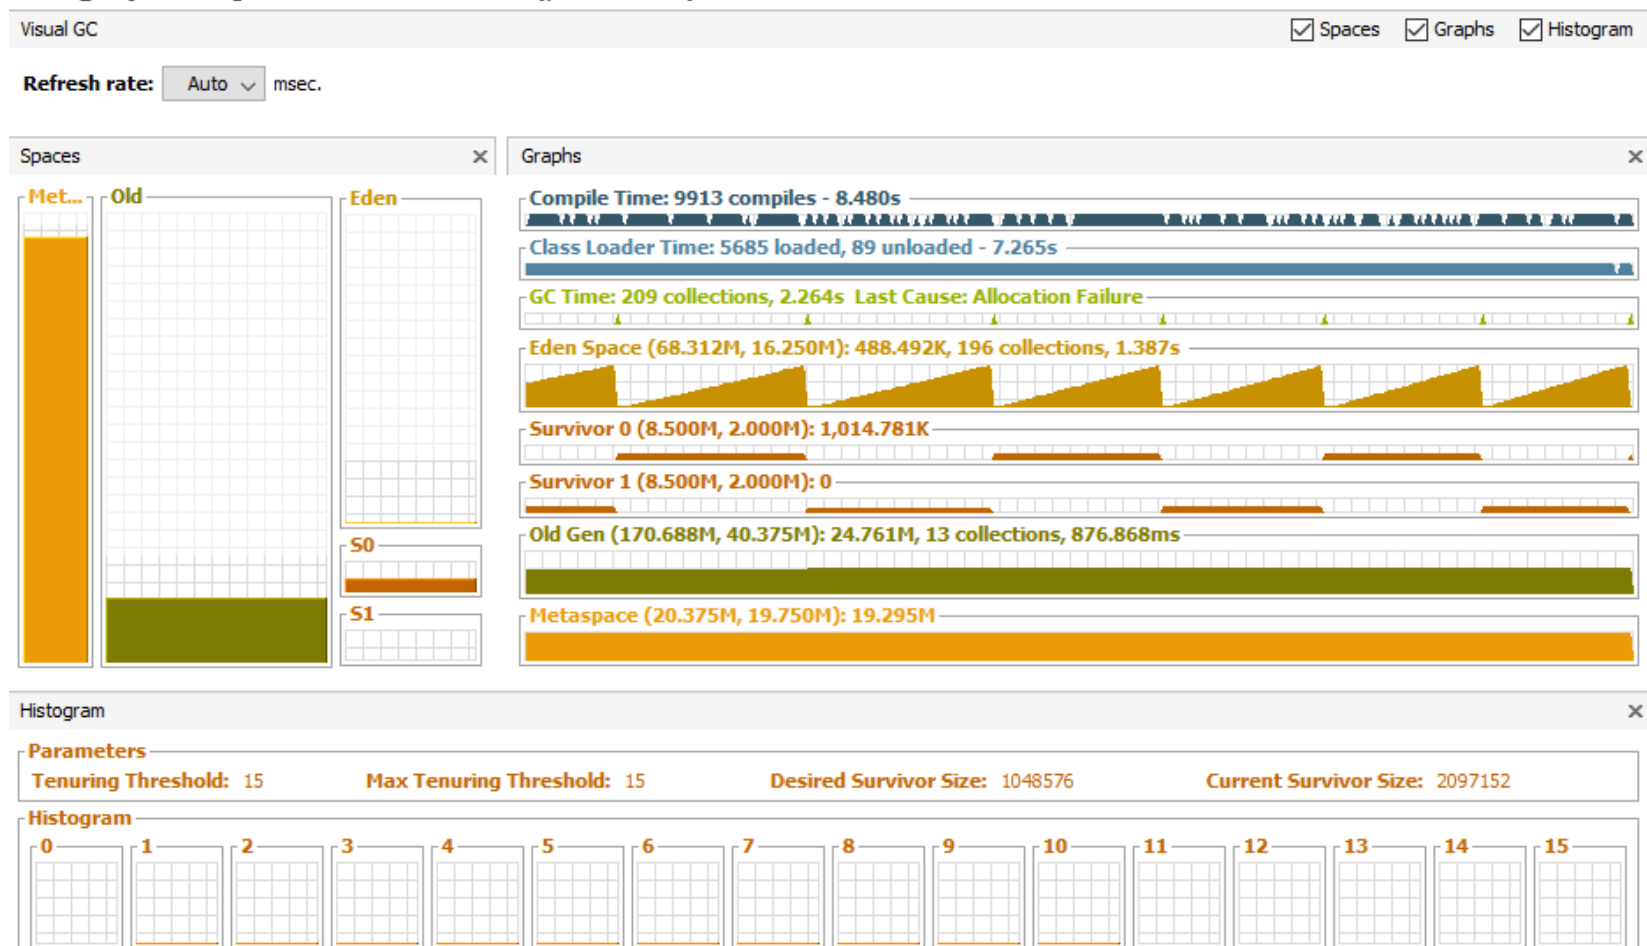 Visual GC
Spaces Graphs Histogram
Refresh rate: Auto msec.
Spaces
Graphs
Met... Old Eden
S0
S1
Compile Time: 9913 compiles - 8.480s
Class Loader Time: 5685 loaded, 89 unloaded - 7.265s
GC Time: 209 collections, 2.264s Last Cause: Allocation Failure
Eden Space (68.312M, 16.250M): 488.492K, 196 collections, 1.387s
Survivor 0 (8.500M, 2.000M): 1,014.781K
Survivor 1 (8.500M, 2.000M): 0
Old Gen (170.688M, 40.375M): 24.761M, 13 collections, 876.868ms
Metaspace (20.375M, 19.750M): 19.295M
Histogram
Parameters
Tenuring Threshold: 15 Max Tenuring Threshold: 15 Desired Survivor Size: 1048576 Current Survivor Size: 2097152
Histogram
0 1 2 3 4 5 6 7 8 9 10 11 12 13 14 15